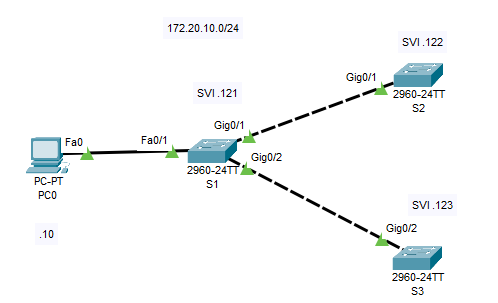 172.20.10.0/24
SVI .122
Gig0/1
2960-24TT
S2
SVI .121
Gig0/1
Fa0
Fa0/1
Gig0/2
2960-24TT
S1
PC-PT
PC0
.10
SVI .123
Gig0/2
2960-24TT
S3